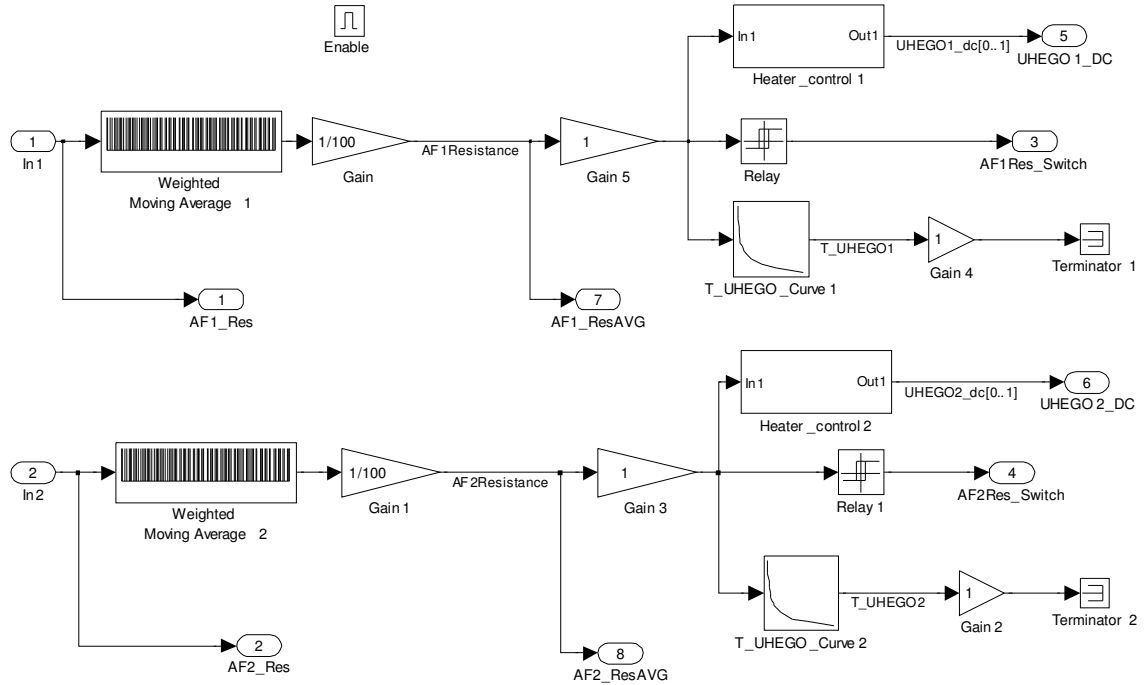 Enable
In1
Out1
UHEGO1_dc[0..1]
5
UHEGO 1_DC
Heater _control 1
1
In1
Weighted
Moving Average 1
1/100
Gain
AF1Resistance
1
Gain 5
Relay
3
AF1Res_Switch
T_UHEGO _Curve 1
T_UHEGO1
1
Gain 4
Terminator 1
1
AF1_Res
7
AF1_ResAVG
In1
Out1
UHEGO2_dc[0..1]
6
UHEGO 2_DC
Heater _control 2
2
In2
Weighted
Moving Average 2
1/100
Gain 1
AF2Resistance
1
Gain 3
Relay 1
4
AF2Res_Switch
T_UHEGO _Curve 2
T_UHEGO2
1
Gain 2
Terminator 2
2
AF2_Res
8
AF2_ResAVG